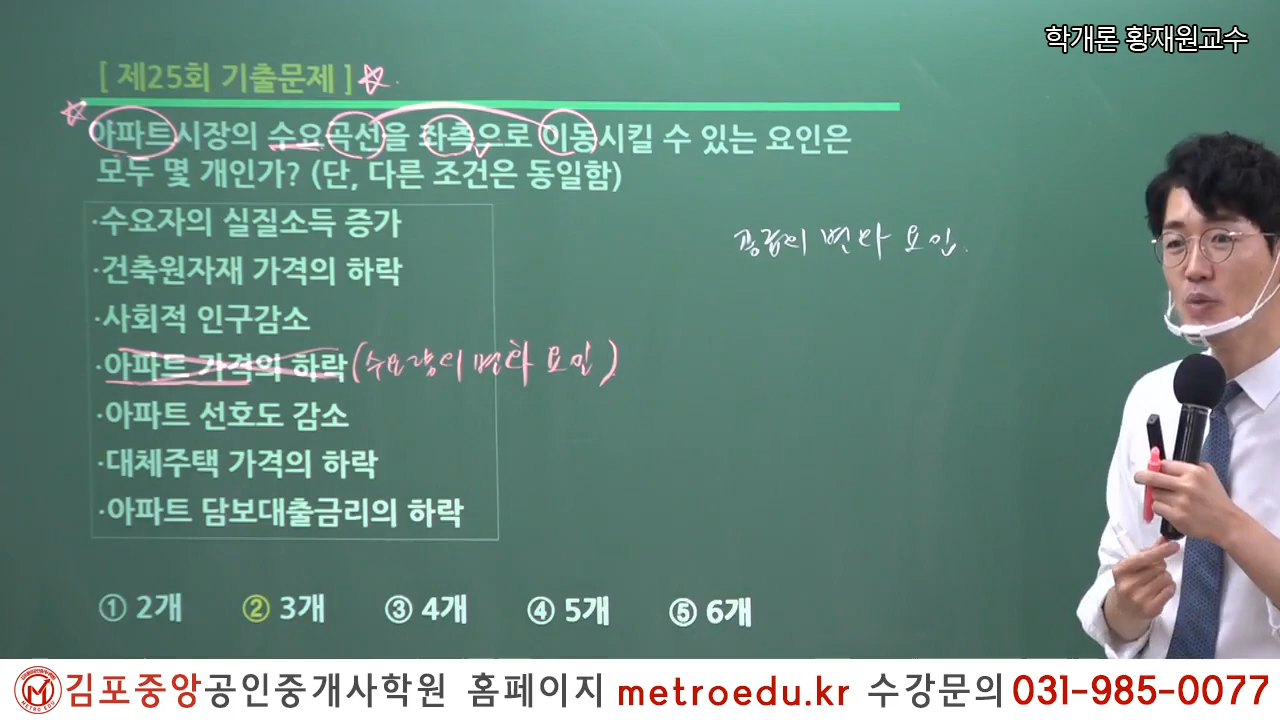 학개론 황재원교수
[ 제25회 기출문제 ]
아파트시장의 수요곡선을 좌측으로 이동시킬 수 있는 요인은
모두 몇 개인가? (단, 다른 조건은 동일함)
·수요자의 실질소득 증가
공급의 변화 요인.
·건축원자재 가격의 하락
·사회적 인구감소
·아파트 가격의 하락 (수요량의 변화 요인)
·아파트 선호도 감소
·대체주택 가격의 하락
·아파트 담보대출금리의 하락
① 2개 ② 3개 ③ 4개 ④ 5개 ⑤ 6개
METRO EDU 김포중앙공인중개사학원 홈페이지 metroedu.kr 수강문의 031-985-0077